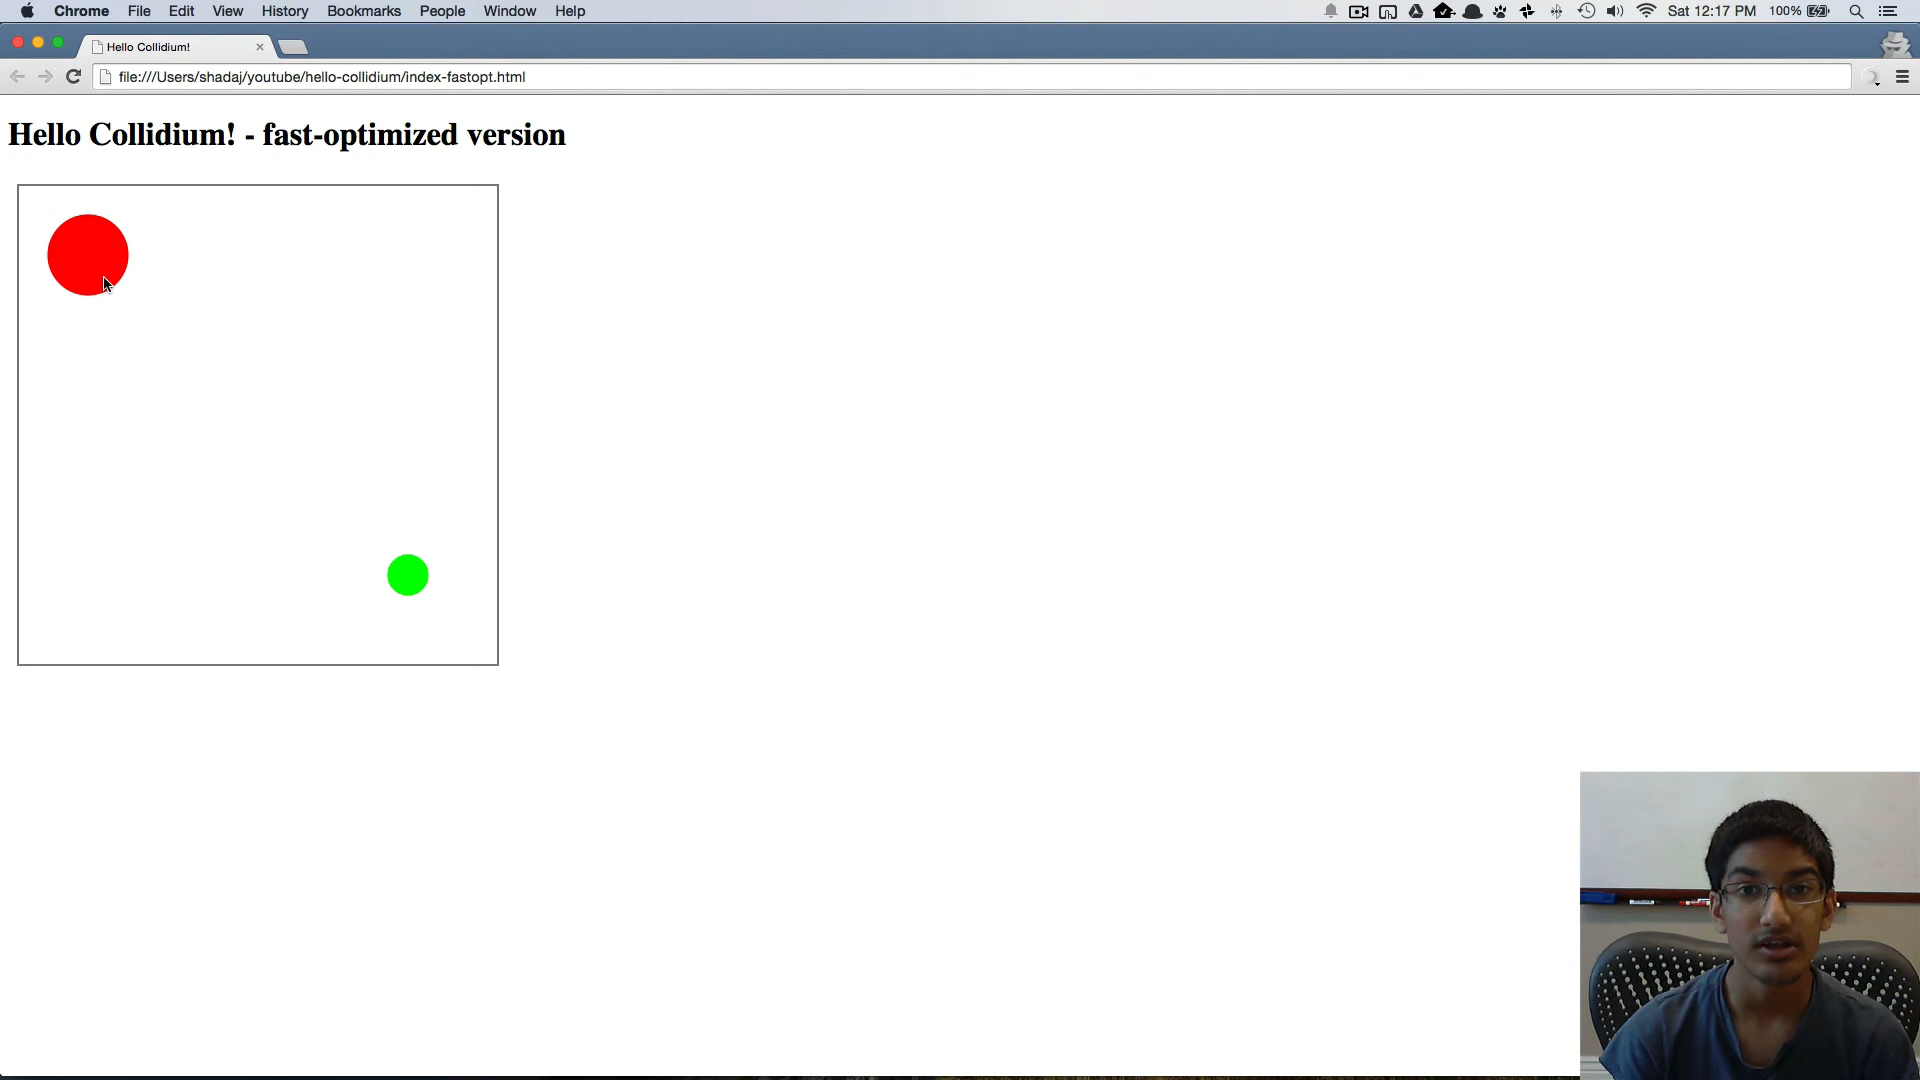 Chrome File Edit View History Bookmarks People Window Help Sat 12:17 PM 100%
Hello Collidium!
file:///Users/shadaj/youtube/hello-collidium/index-fastopt.html
Hello Collidium! - fast-optimized version